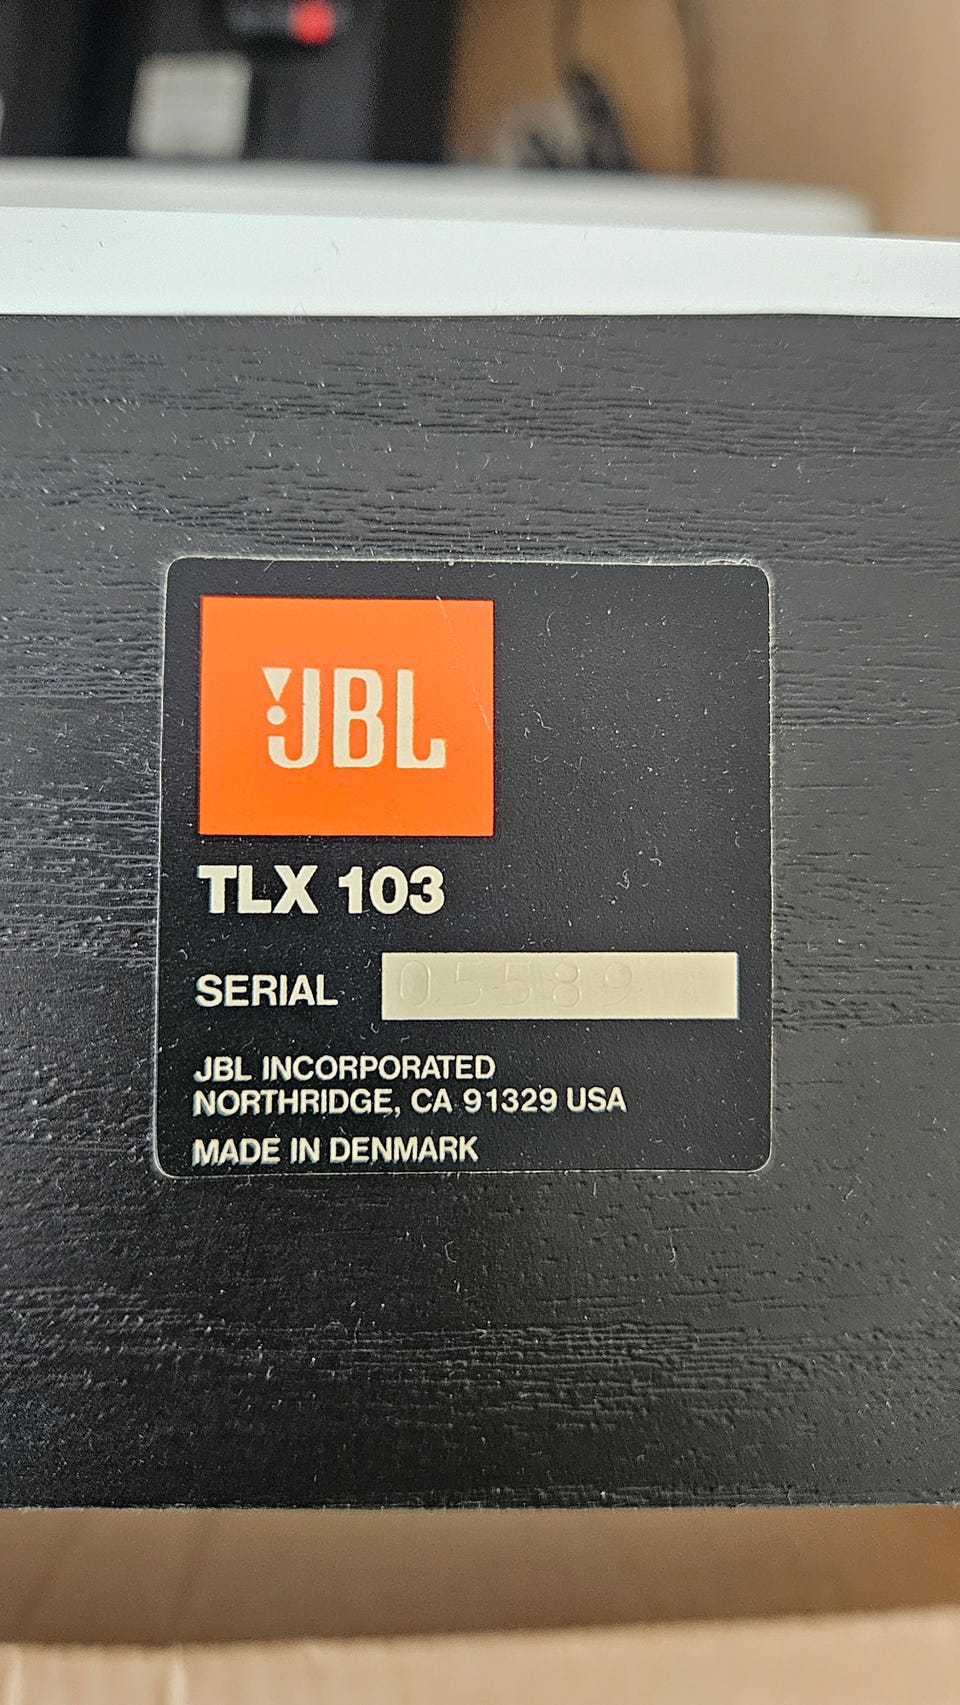 JBL
TLX 103
SERIAL 05589
JBL INCORPORATED
NORTHRIDGE, CA 91329 USA
MADE IN DENMARK